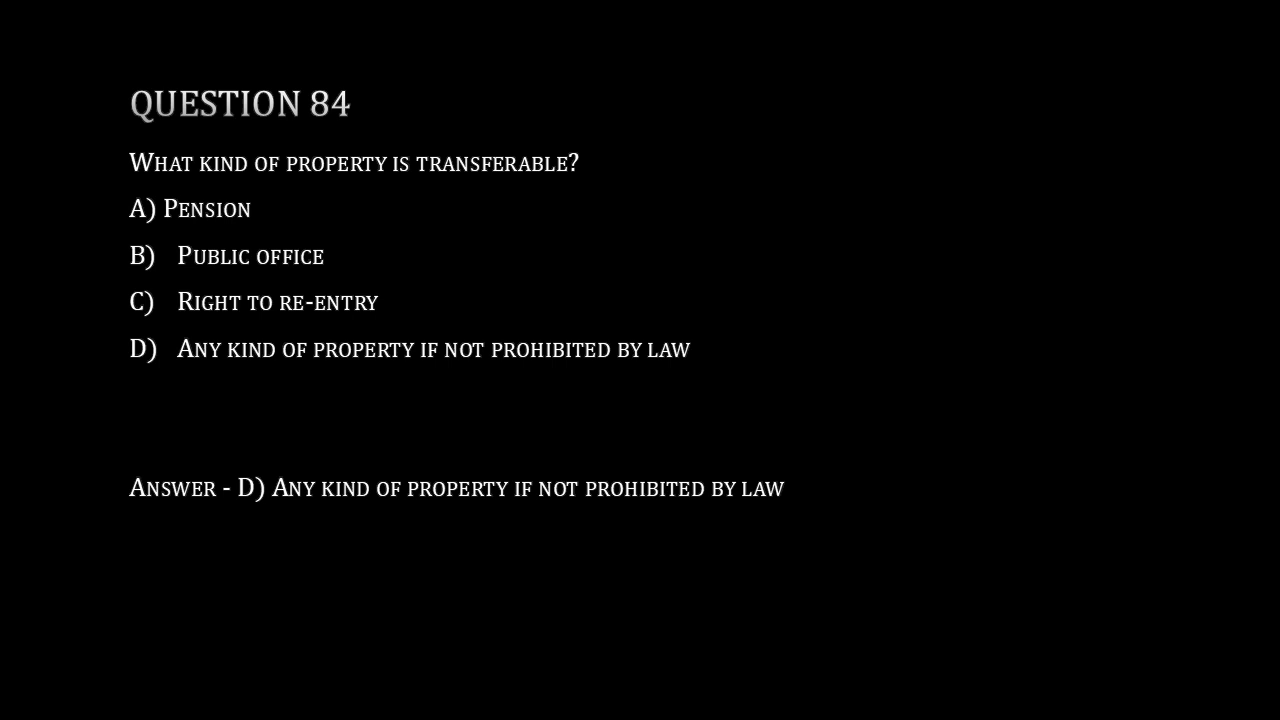 QUESTION 84
WHAT KIND OF PROPERTY IS TRANSFERABLE?
A) PENSION
B) PUBLIC OFFICE
C) RIGHT TO RE-ENTRY
D) ANY KIND OF PROPERTY IF NOT PROHIBITED BY LAW
ANSWER - D) ANY KIND OF PROPERTY IF NOT PROHIBITED BY LAW